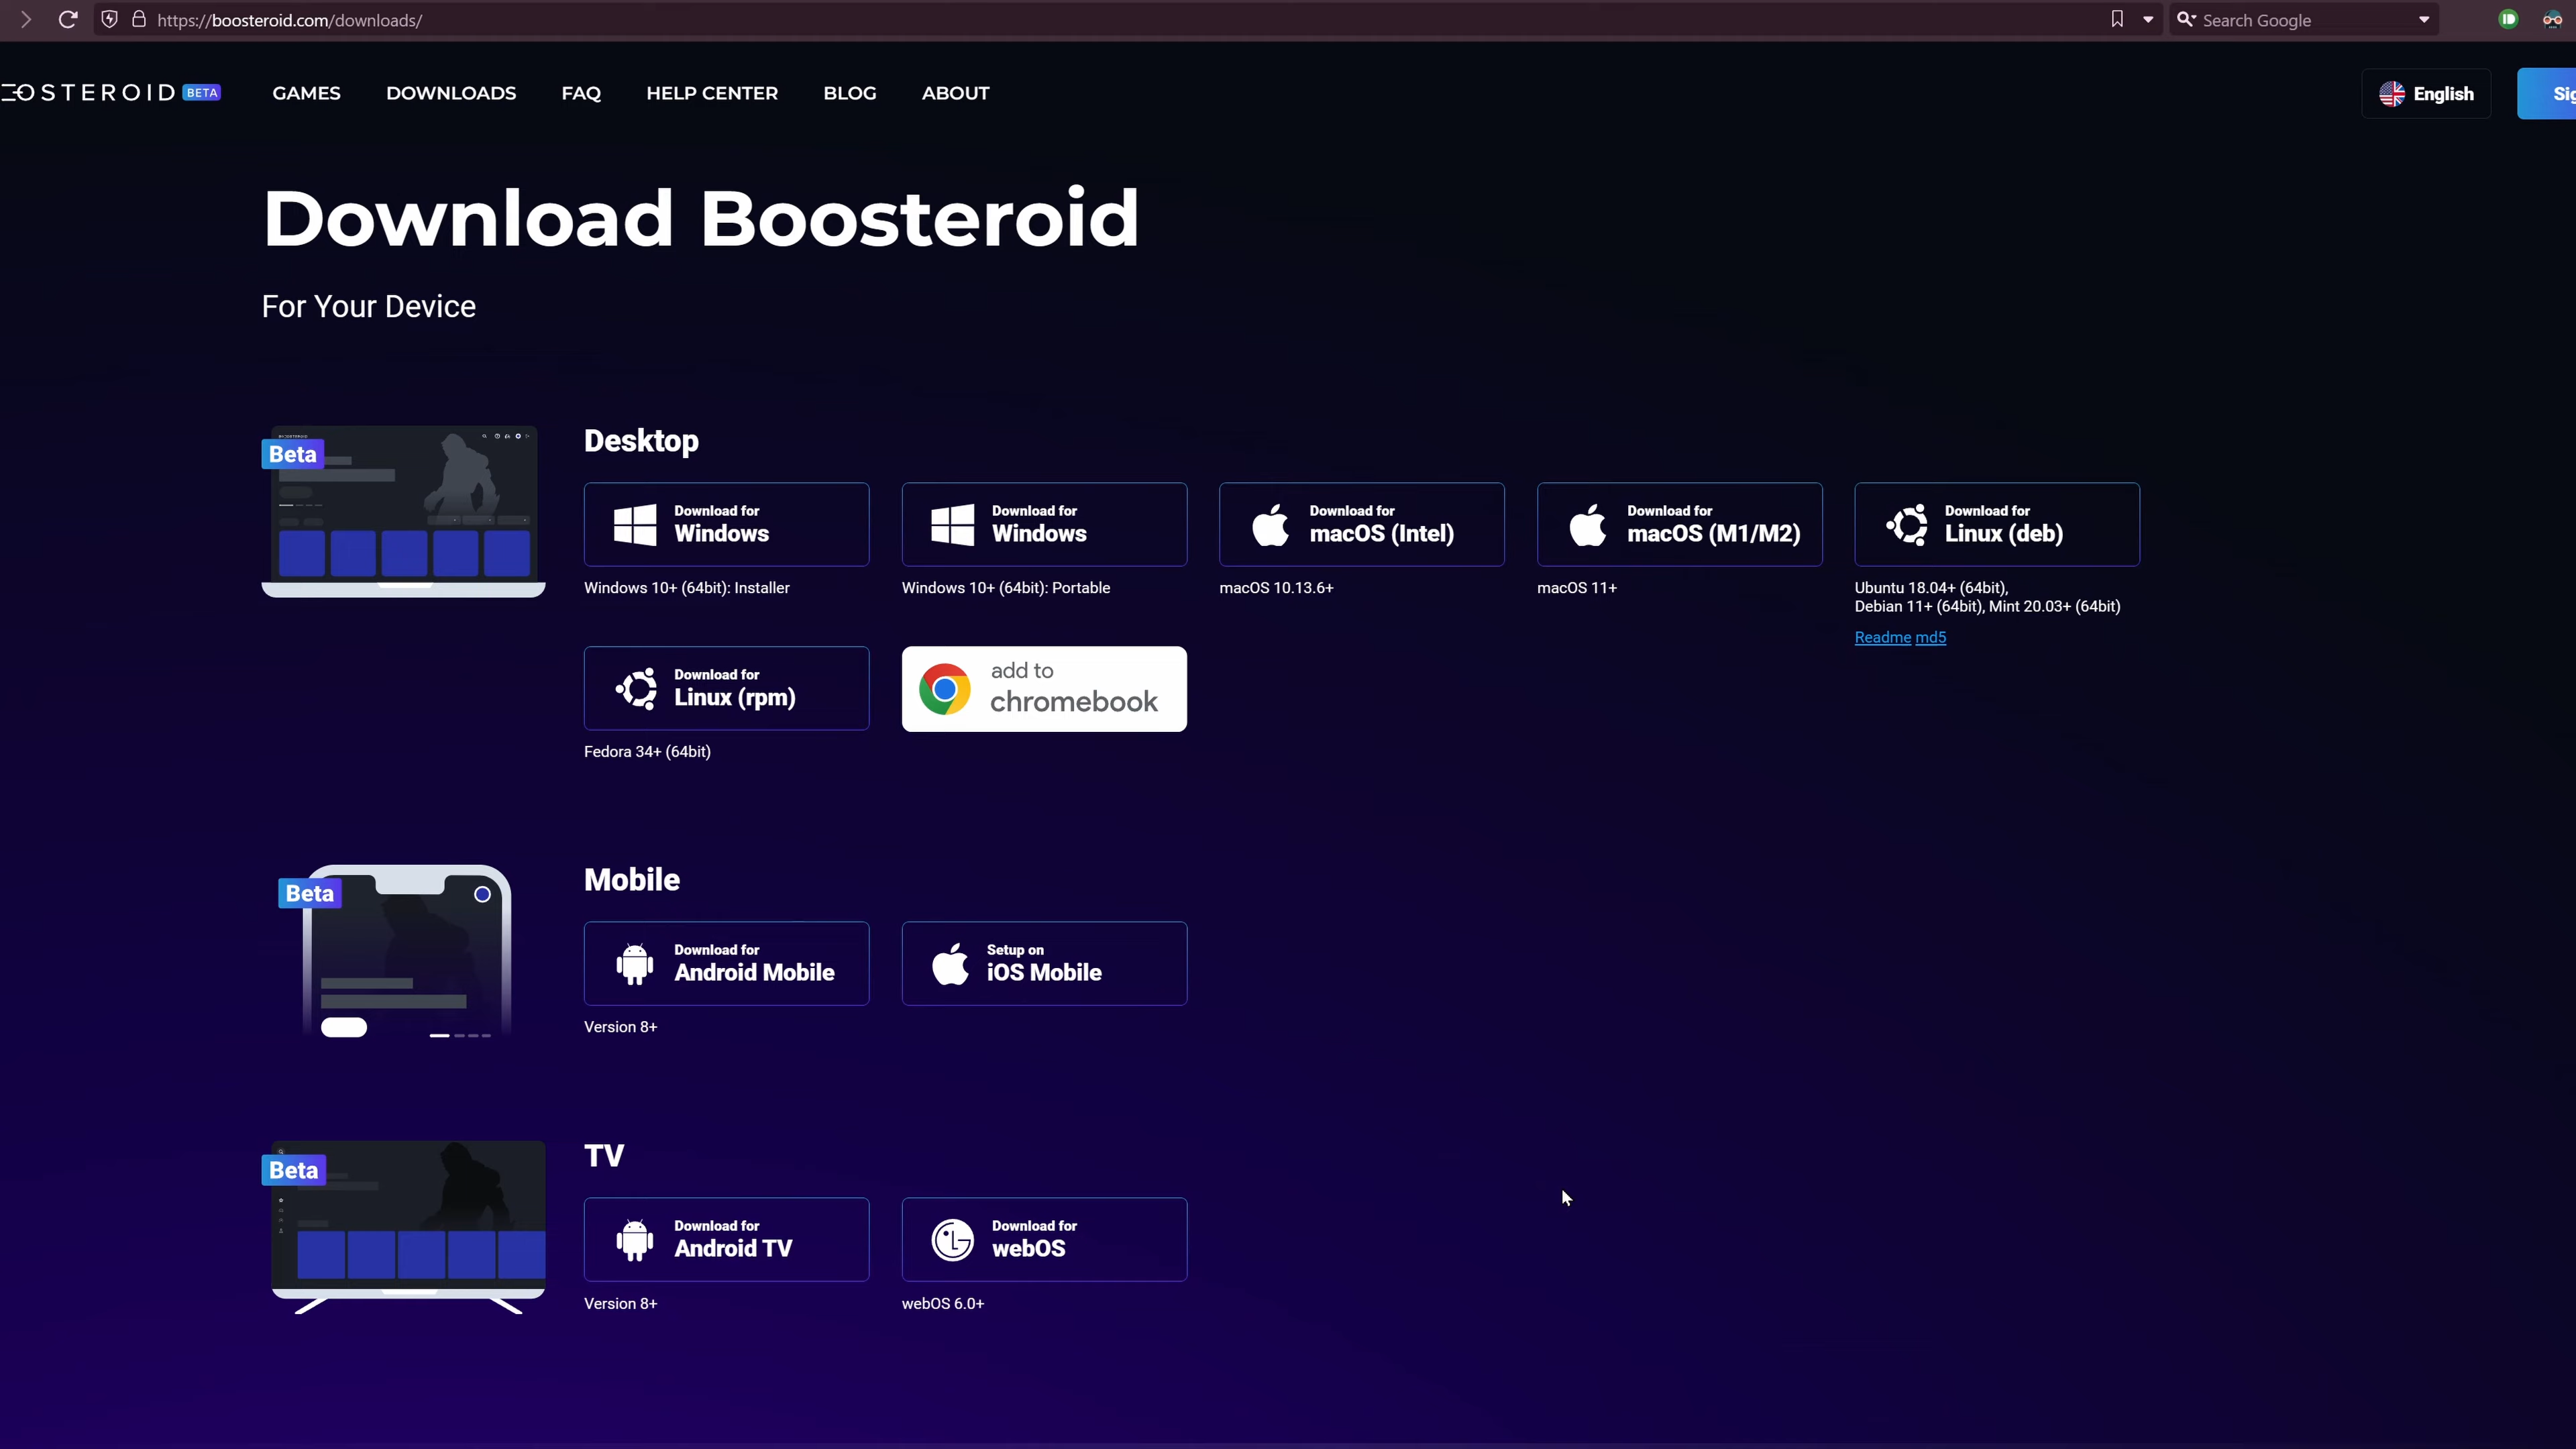 https://boosteroid.com/downloads/
Search Google
OSTEROID BETA
GAMES
DOWNLOADS
FAQ
HELP CENTER
BLOG
ABOUT
English
Sig
Download Boosteroid
For Your Device
Beta
Desktop
Download for
Windows
Windows 10+ (64bit): Installer
Download for
Windows
Windows 10+ (64bit): Portable
Download for
macOS (Intel)
macOS 10.13.6+
Download for
macOS (M1/M2)
macOS 11+
Download for
Linux (deb)
Ubuntu 18.04+ (64bit),
Debian 11+ (64bit), Mint 20.03+ (64bit)
Readme md5
Download for
Linux (rpm)
Fedora 34+ (64bit)
add to
chromebook
Beta
Mobile
Download for
Android Mobile
Version 8+
Setup on
iOS Mobile
Beta
TV
Download for
Android TV
Version 8+
Download for
webOS
webOS 6.0+